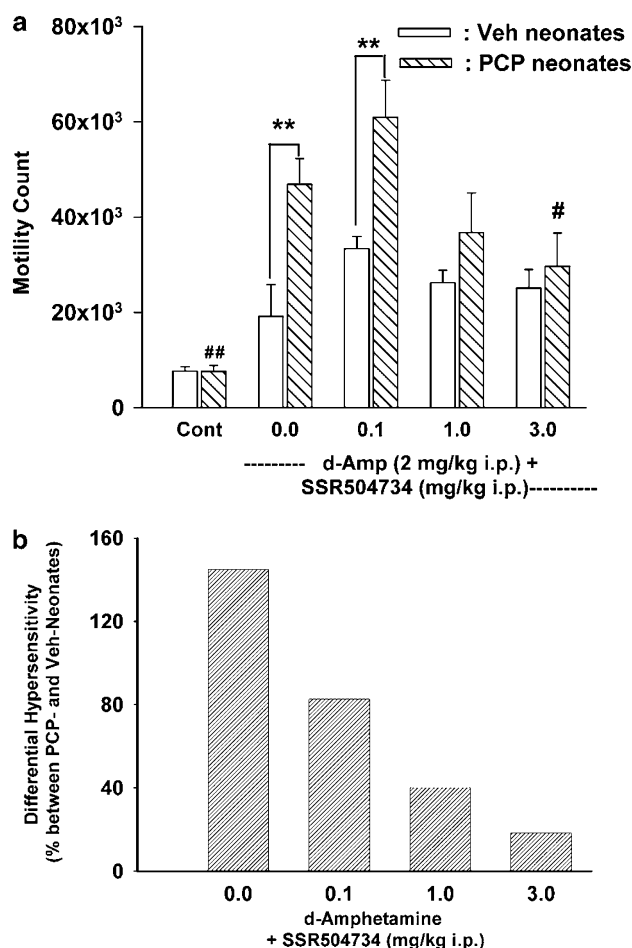 a
80x10³
60x10³
40x10³
20x10³
0
Motility Count
: Veh neonates
: PCP neonates
**
**
##
#
Cont 0.0 0.1 1.0 3.0
---------- d-Amp (2 mg/kg i.p.) +
SSR504734 (mg/kg i.p.)-----------
b
160
120
80
40
0
Differential Hypersensitivity
(% between PCP- and Veh-Neonates)
0.0 0.1 1.0 3.0
d-Amphetamine
+ SSR504734 (mg/kg i.p.)